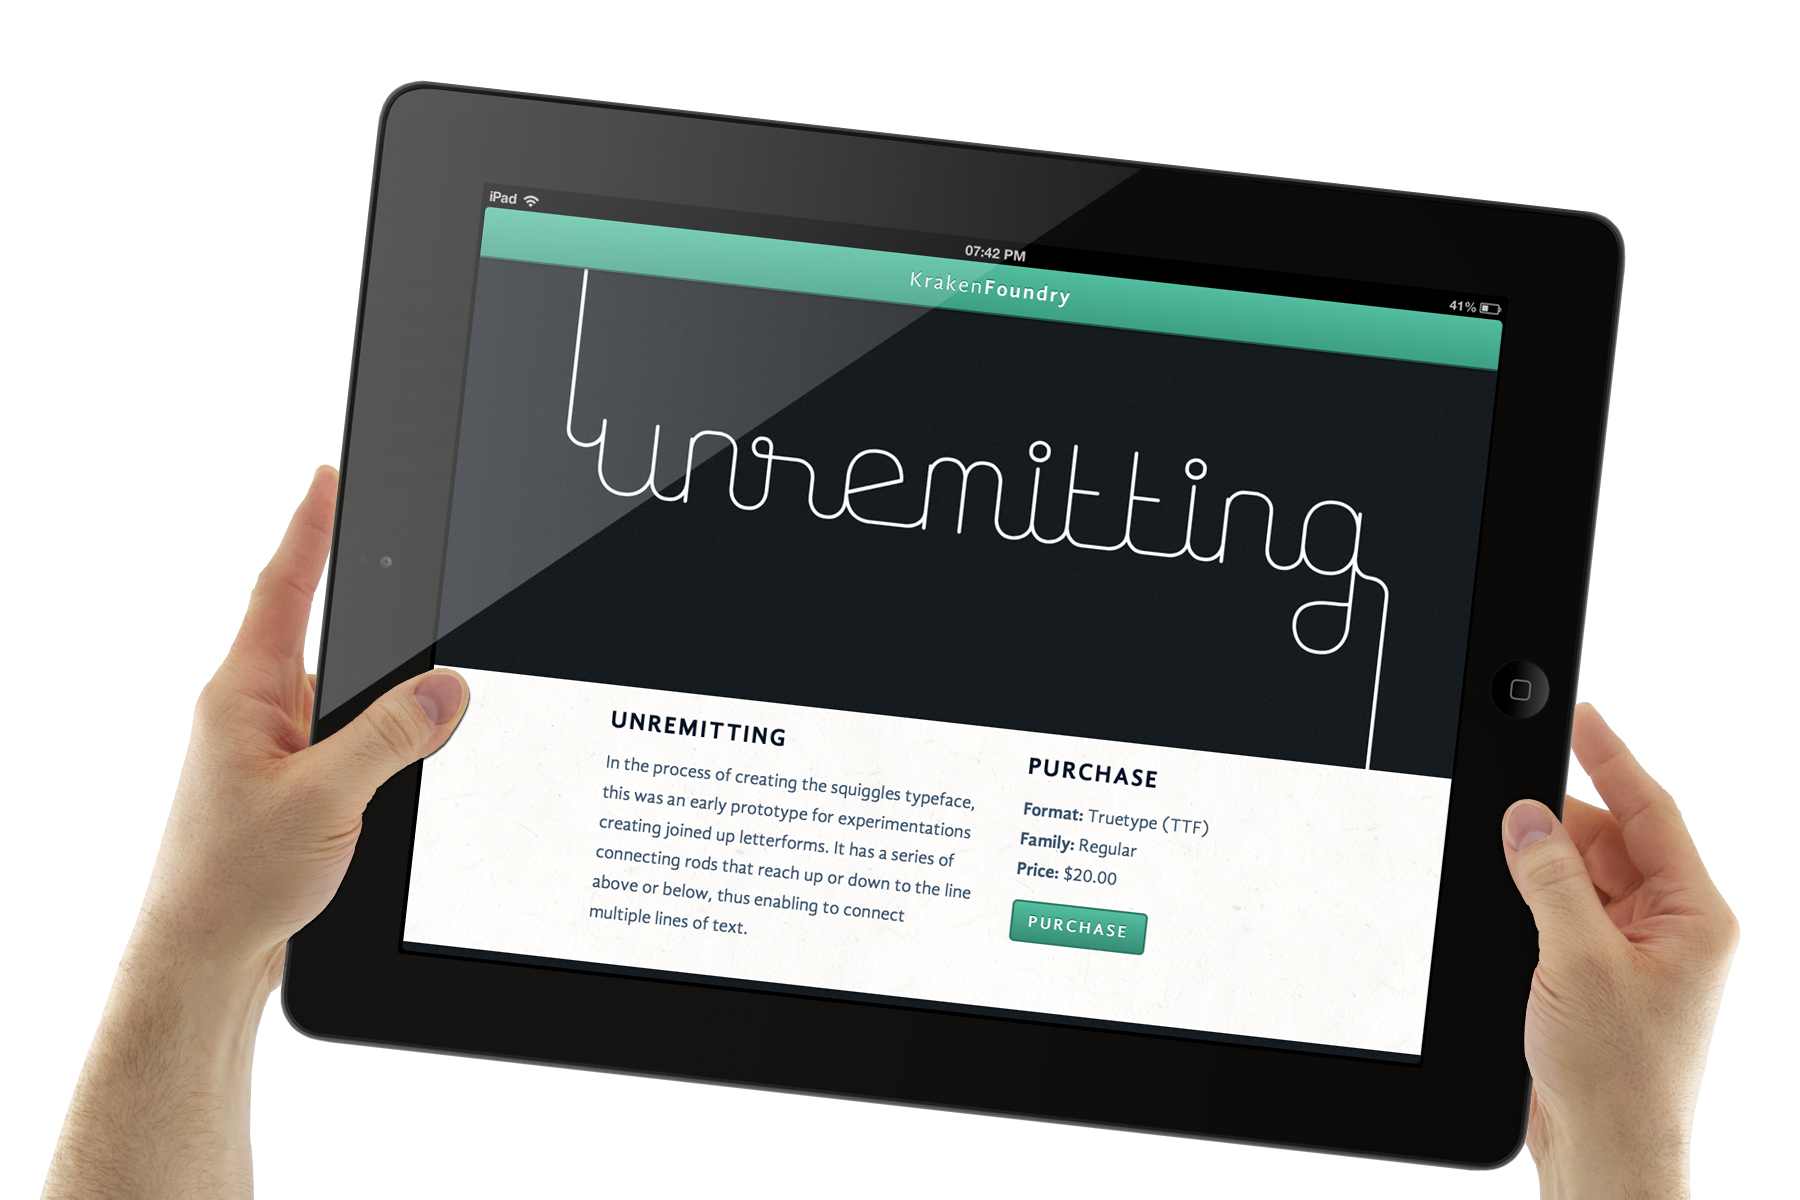 iPad
07:42 PM
41%
KrakenFoundry
unremitting
UNREMITTING
In the process of creating the squiggles typeface,
this was an early prototype for experimentations
creating joined up letterforms. It has a series of
connecting rods that reach up or down to the line
above or below, thus enabling to connect
multiple lines of text.
PURCHASE
Format: Truetype (TTF)
Family: Regular
Price: $20.00
PURCHASE